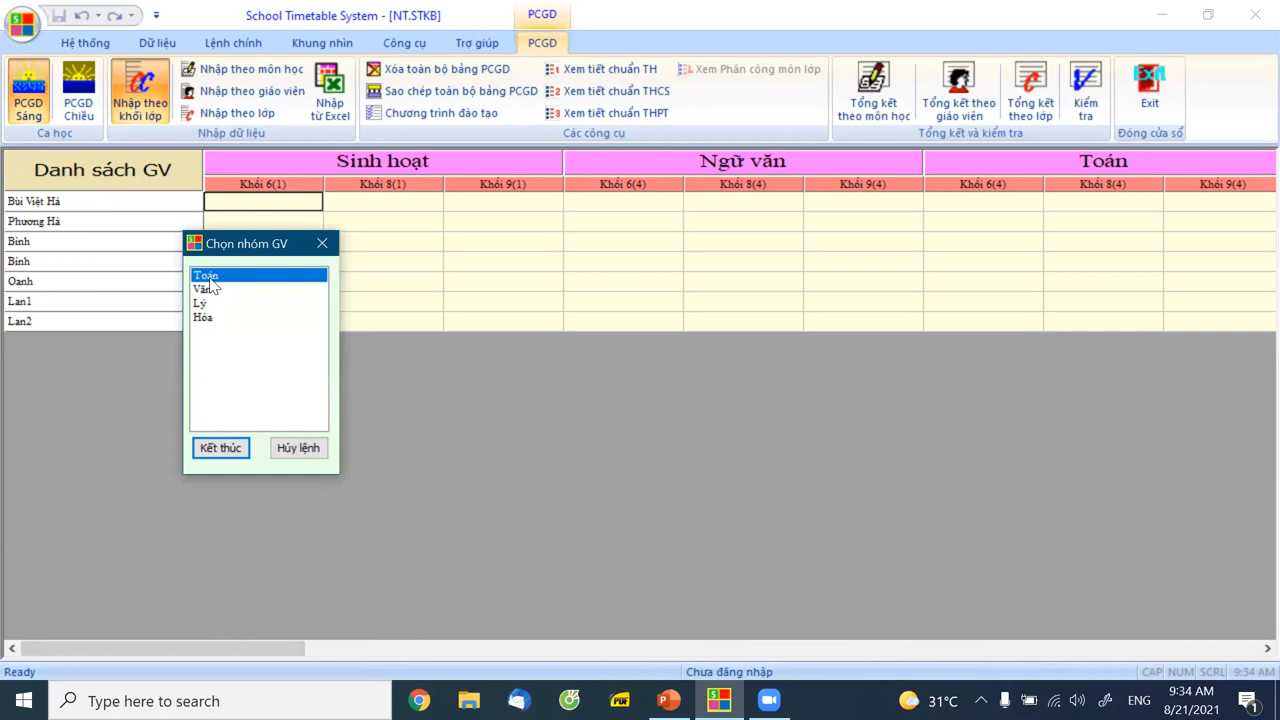 School Timetable System - [NT.STKB]
PCGD
Hệ thống
Dữ liệu
Lệnh chính
Khung nhìn
Công cụ
Trợ giúp
PCGD
PCGD Sáng
PCGD Chiều
Ca học
Nhập theo khối lớp
Nhập theo môn học
Nhập theo giáo viên
Nhập theo lớp
Nhập từ Excel
Nhập dữ liệu
Xóa toàn bộ bảng PCGD
Sao chép toàn bộ bảng PCGD
Chương trình đào tạo
Xem tiết chuẩn TH
Xem tiết chuẩn THCS
Xem tiết chuẩn THPT
Xem Phân công môn lớp
Các công cụ
Tổng kết theo môn học
Tổng kết theo giáo viên
Tổng kết theo lớp
Kiểm tra
Tổng kết và kiểm tra
Exit
Đóng cửa sổ
Danh sách GV
Sinh hoạt
Ngữ văn
Toán
Khối 6(1)
Khối 8(1)
Khối 9(1)
Khối 6(4)
Khối 8(4)
Khối 9(4)
Khối 6(4)
Khối 8(4)
Khối 9(4)
Bùi Việt Hà
Phương Hà
Bình
Bình
Oanh
Lan1
Lan2
Chọn nhóm GV
Toán
Văn
Lý
Hóa
Kết thúc
Hủy lệnh
Ready
Chưa đăng nhập
CAP NUM SCRL 9:34 AM
Type here to search
PDF
31°C
ENG
9:34 AM
8/21/2021
1